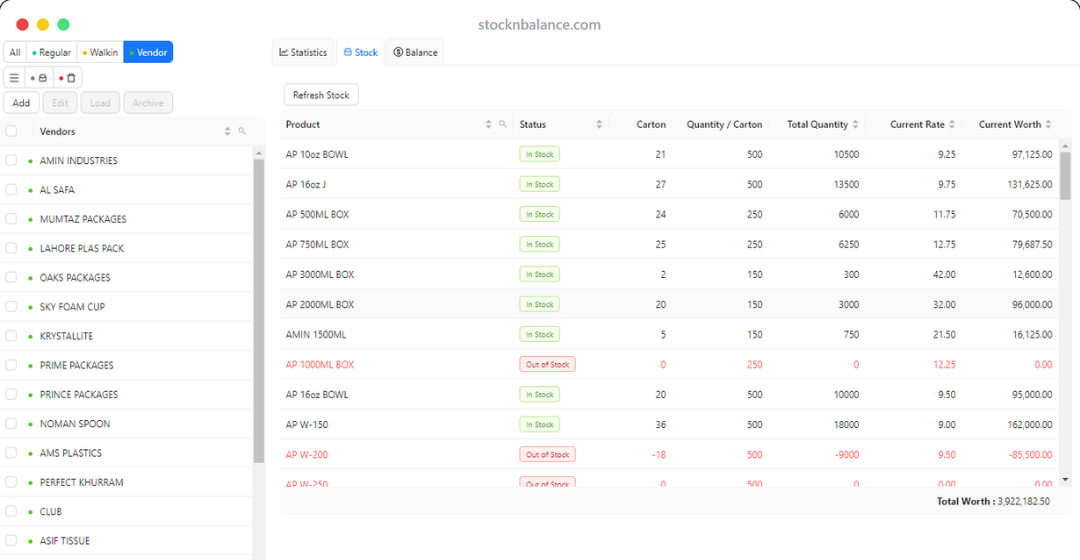 stocknbalance.com
All Regular Walkin Vendor
Statistics Stock Balance
Add Edit Load Archive
Refresh Stock
Vendors
AMIN INDUSTRIES
AL SAFA
MUMTAZ PACKAGES
LAHORE PLAS PACK
OAKS PACKAGES
SKY FOAM CUP
KRYSTALLITE
PRIME PACKAGES
PRINCE PACKAGES
NOMAN SPOON
AMS PLASTICS
PERFECT KHURRAM
CLUB
ASIF TISSUE
Product Status Carton Quantity / Carton Total Quantity Current Rate Current Worth
AP 10oz BOWL In Stock 21 500 10500 9.25 97,125.00
AP 16oz J In Stock 27 500 13500 9.75 131,625.00
AP 500ML BOX In Stock 24 250 6000 11.75 70,500.00
AP 750ML BOX In Stock 25 250 6250 12.75 79,687.50
AP 3000ML BOX In Stock 2 150 300 42.00 12,600.00
AP 2000ML BOX In Stock 20 150 3000 32.00 96,000.00
AMIN 1500ML In Stock 5 150 750 21.50 16,125.00
AP 1000ML BOX Out of Stock 0 250 0 12.25 0.00
AP 16oz BOWL In Stock 20 500 10000 9.50 95,000.00
AP W-150 In Stock 36 500 18000 9.00 162,000.00
AP W-200 Out of Stock -18 500 -9000 9.50 -85,500.00
AP W-250 Out of Stock 0 500 0 0.00 0.00
Total Worth : 3,922,182.50